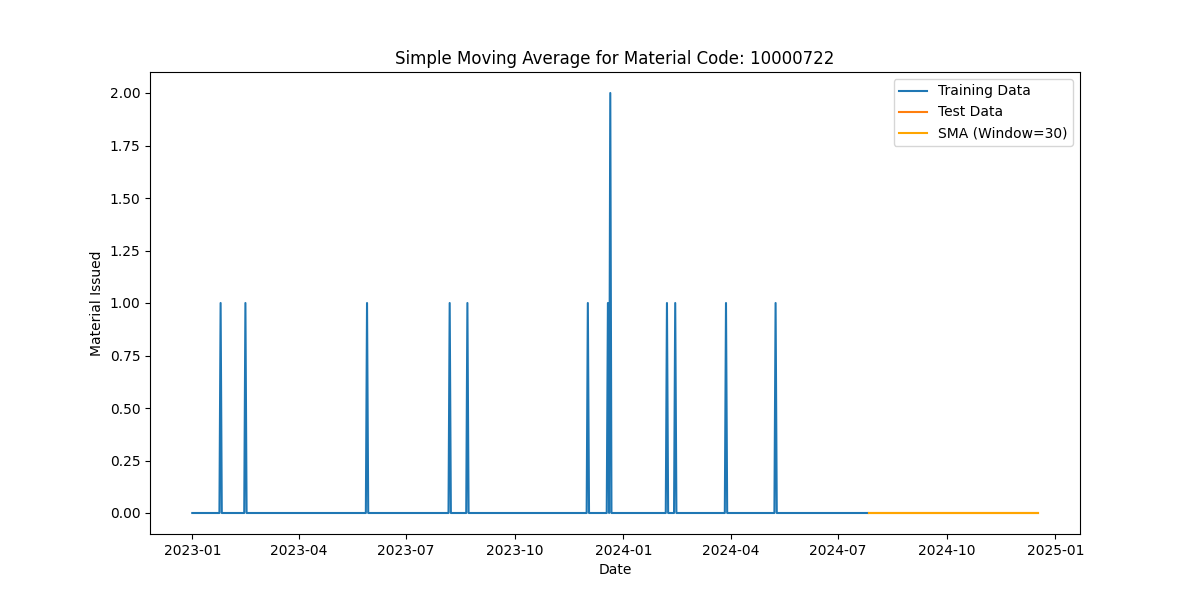 Simple Moving Average for Material Code: 10000722
Training Data
Test Data
SMA (Window=30)
Material Issued
2.00
1.75
1.50
1.25
1.00
0.75
0.50
0.25
0.00
2023-01 2023-04 2023-07 2023-10 2024-01 2024-04 2024-07 2024-10 2025-01
Date